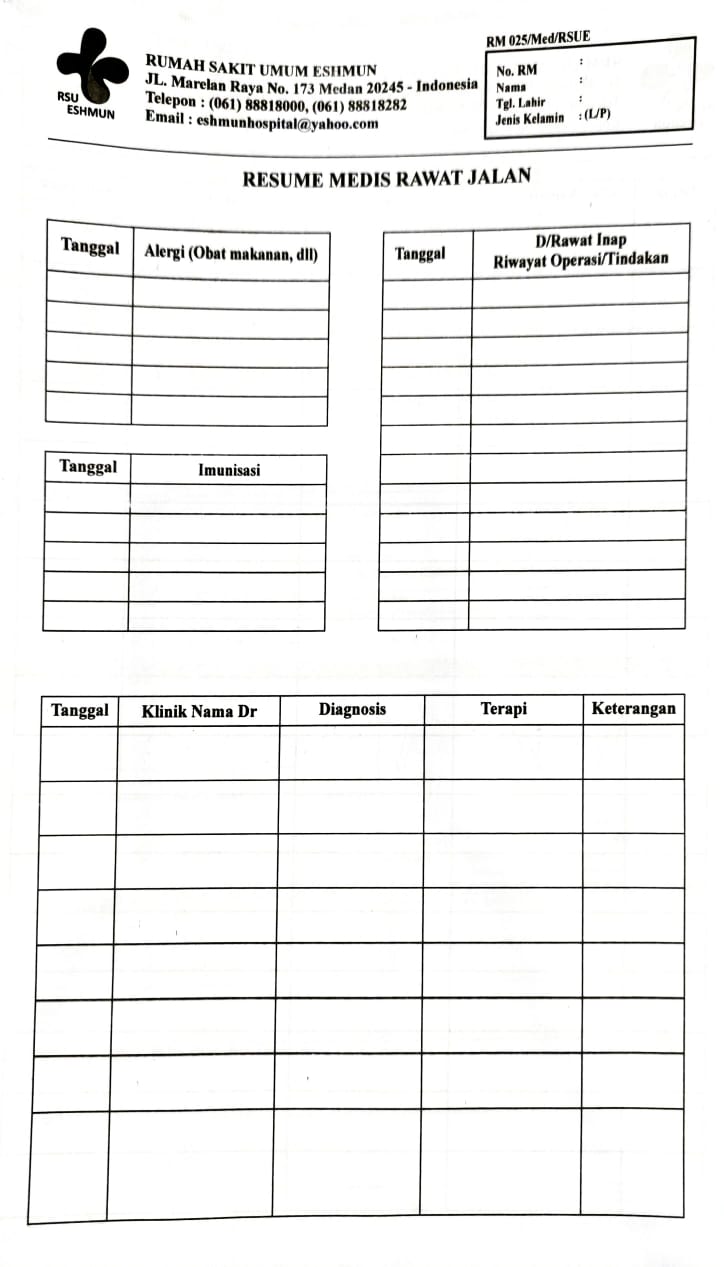 RSU
ESHMUN
RUMAH SAKIT UMUM ESHMUN
JL. Marelan Raya No. 173 Medan 20245 - Indonesia
Telepon : (061) 88818000, (061) 88818282
Email : eshmunhospital@yahoo.com
RM 025/Med/RSUE
No. RM :
Nama :
Tgl. Lahir :
Jenis Kelamin : (L/P)
RESUME MEDIS RAWAT JALAN
Tanggal Alergi (Obat makanan, dll)
Tanggal D/Rawat Inap
Riwayat Operasi/Tindakan
Tanggal Imunisasi
Tanggal Klinik Nama Dr Diagnosis Terapi Keterangan